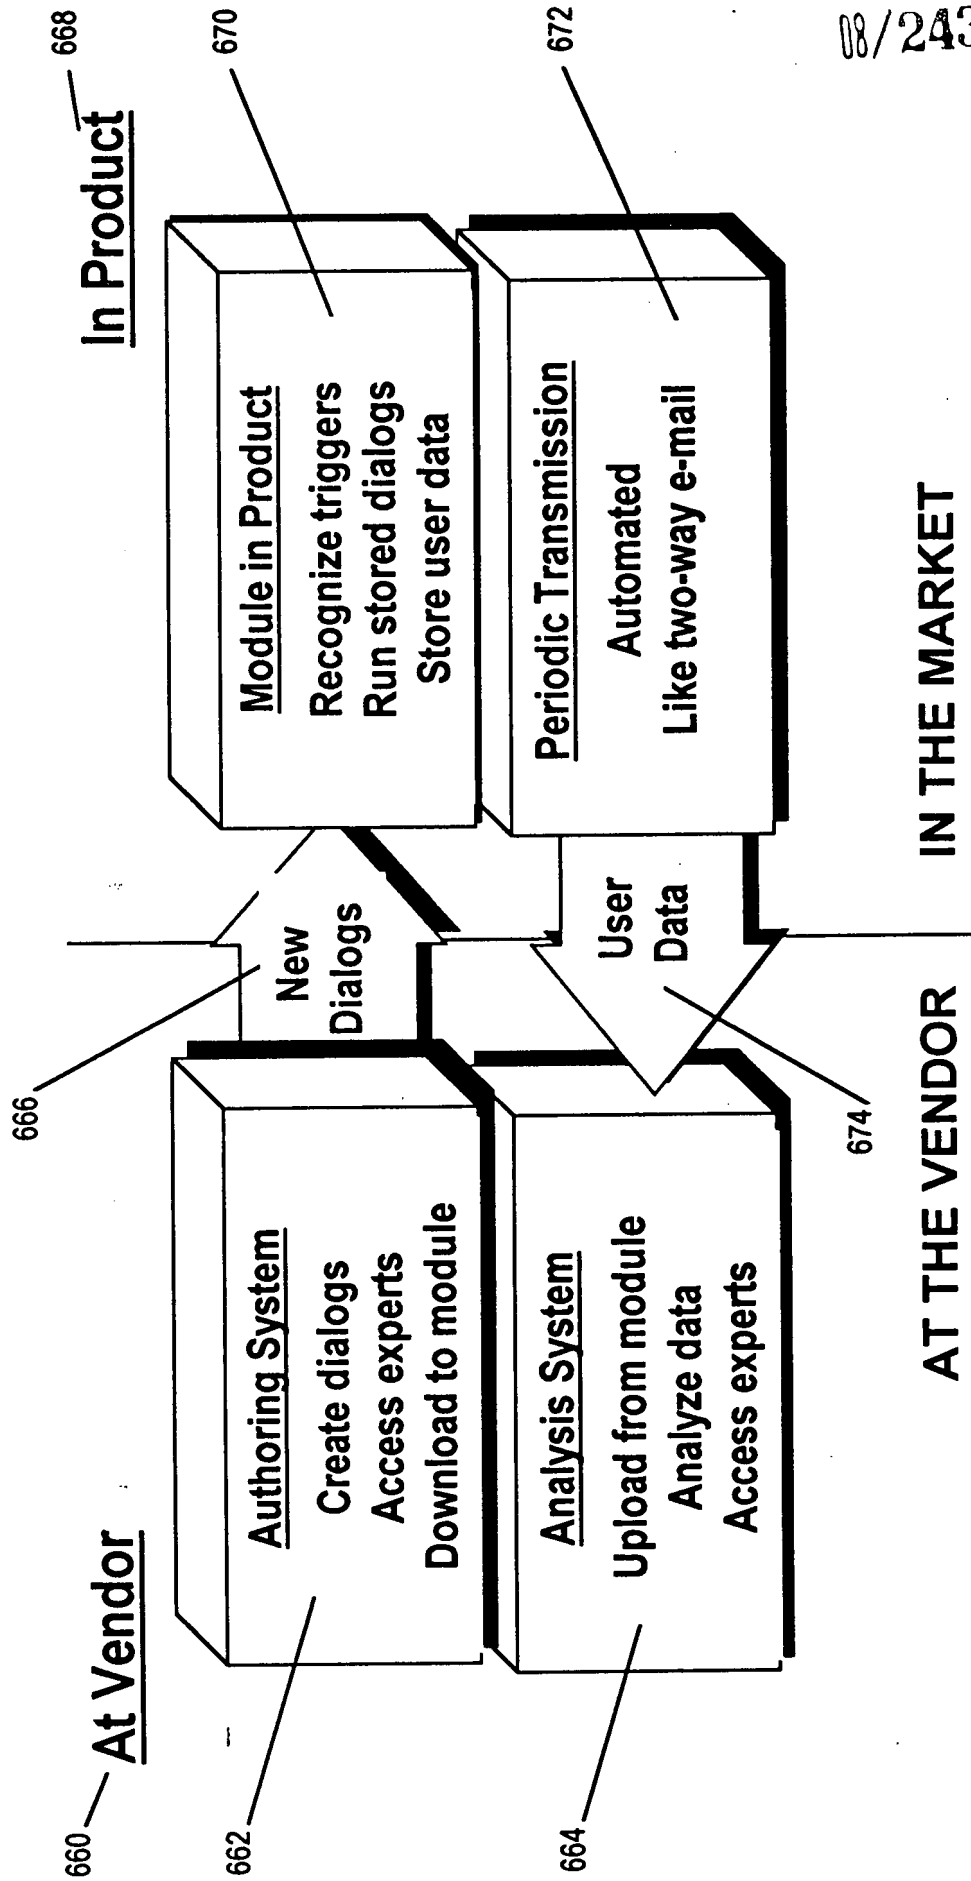 660
At Vendor
662
Authoring System
Create dialogs
Access experts
Download to module
664
Analysis System
Upload from module
Analyze data
Access experts
666
New
Dialogs
User
Data
674
668
In Product
670
Module in Product
Recognize triggers
Run stored dialogs
Store user data
672
Periodic Transmission
Automated
Like two-way e-mail
AT THE VENDOR
IN THE MARKET
08/243